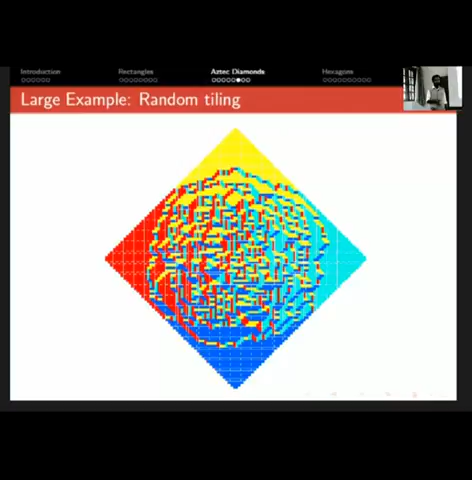 Introduction
Rectangles
Aztec Diamonds
Hexagons
Large Example: Random tiling